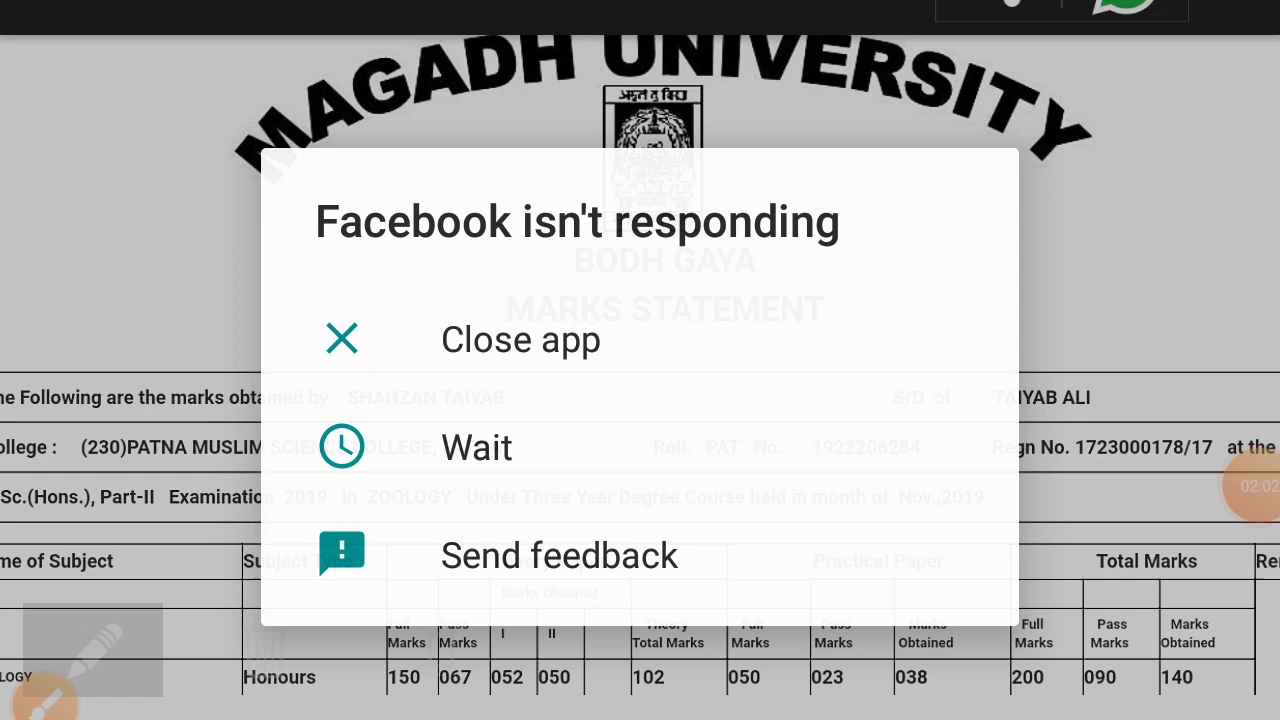 MAGADH UNIVERSITY
Facebook isn't responding
BODH GAYA
MARKS STATEMENT
Close app
ne Following are the marks obtained by SHAHZAN TAIYAB S/D of TAIYAB ALI
ollege : (230)PATNA MUSLIM SCIENCE COLLEGE, Roll. PAT No. 1922206284 Regn No. 1723000178/17 at the
Wait
Sc.(Hons.), Part-II Examination 2019 in ZOOLOGY Under Three Year Degree Course held in month of Nov.,2019
02:02
Send feedback
me of Subject Subject Type Practical Paper Total Marks Re
Marks Obtained
Full Marks Pass Marks I II Theory Total Marks Full Marks Pass Marks Marks Obtained Full Marks Pass Marks Marks Obtained
LOGY Honours 150 067 052 050 102 050 023 038 200 090 140